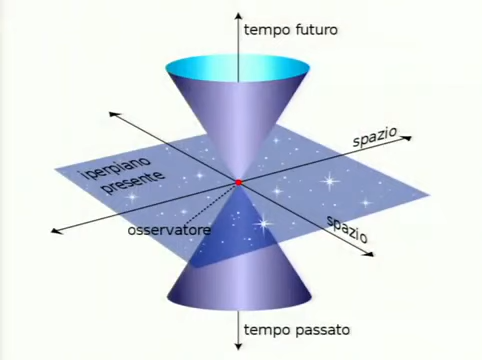 tempo futuro
spazio
iperpiano
presente
osservatore
spazio
tempo passato